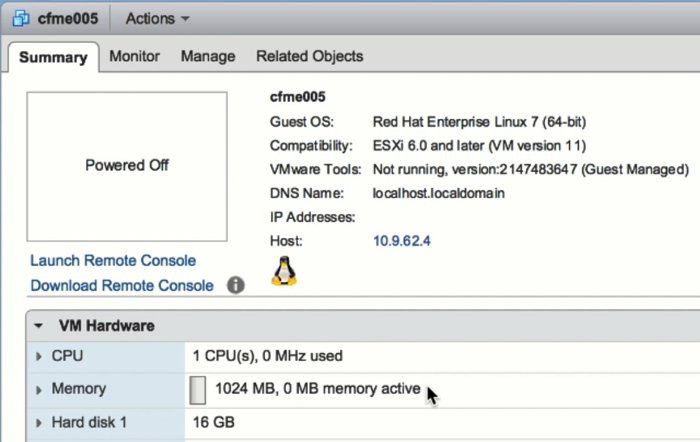 cfme005 Actions
Summary Monitor Manage Related Objects
Powered Off
Launch Remote Console
Download Remote Console
cfme005
Guest OS: Red Hat Enterprise Linux 7 (64-bit)
Compatibility: ESXi 6.0 and later (VM version 11)
VMware Tools: Not running, version:2147483647 (Guest Managed)
DNS Name: localhost.localdomain
IP Addresses:
Host: 10.9.62.4
VM Hardware
CPU 1 CPU(s), 0 MHz used
Memory 1024 MB, 0 MB memory active
Hard disk 1 16 GB